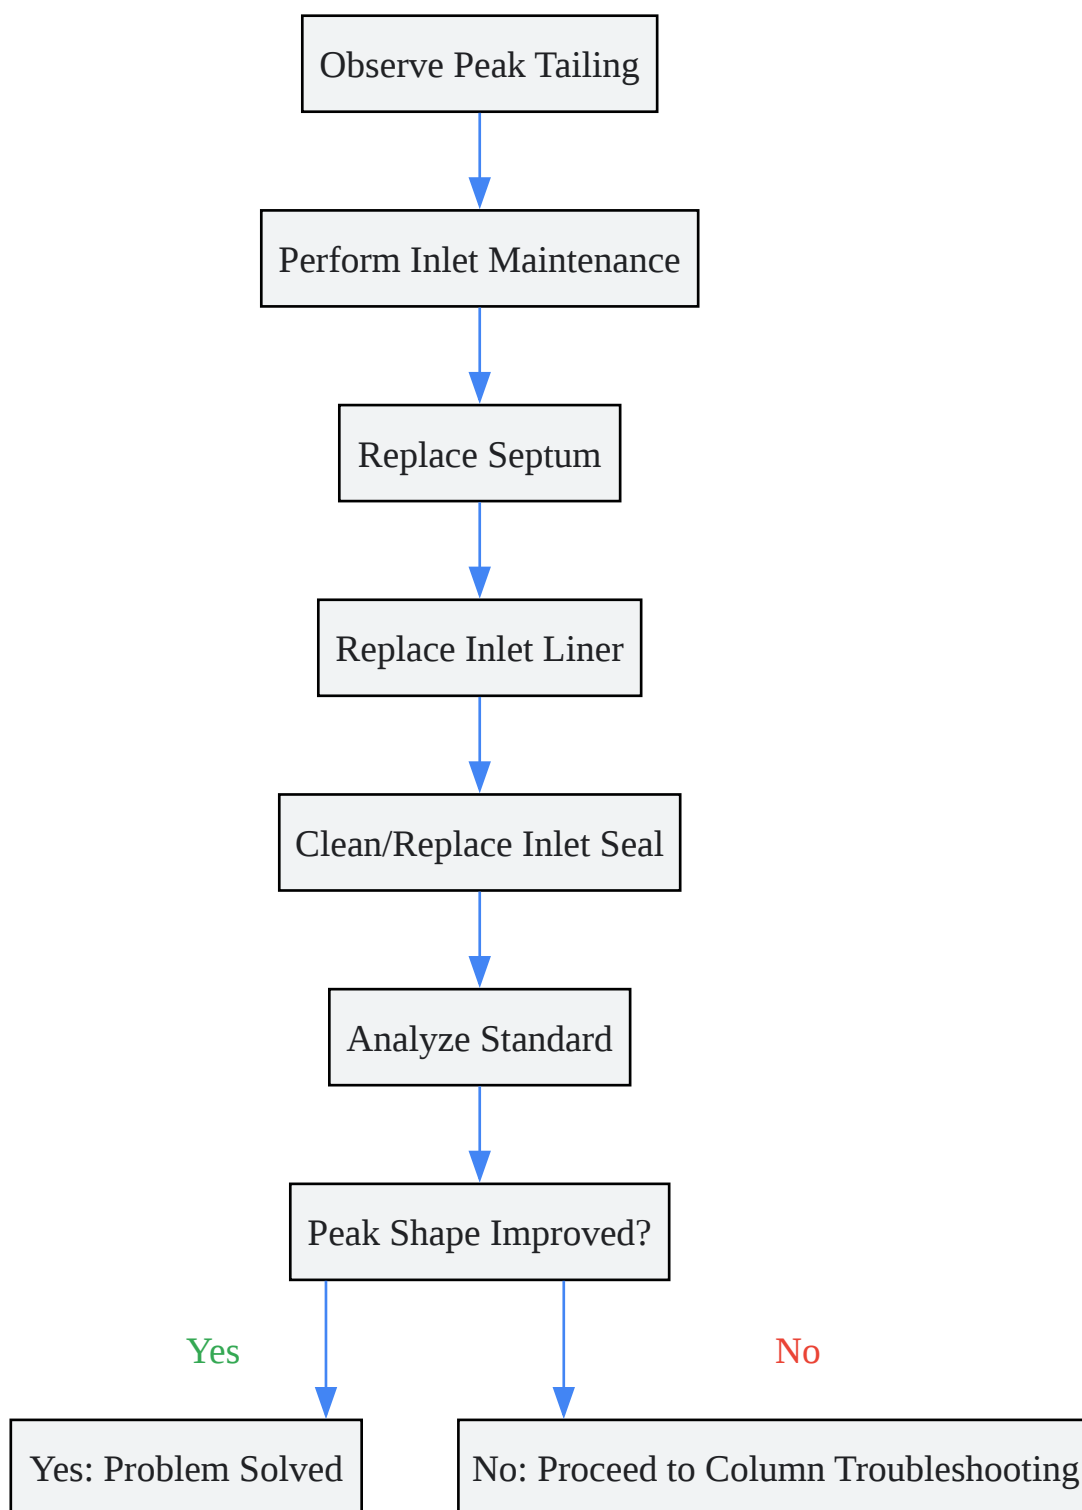 Observe Peak Tailing
Perform Inlet Maintenance
Replace Septum
Replace Inlet Liner
Clean/Replace Inlet Seal
Analyze Standard
Peak Shape Improved?
Yes
No
Yes: Problem Solved
No: Proceed to Column Troubleshooting